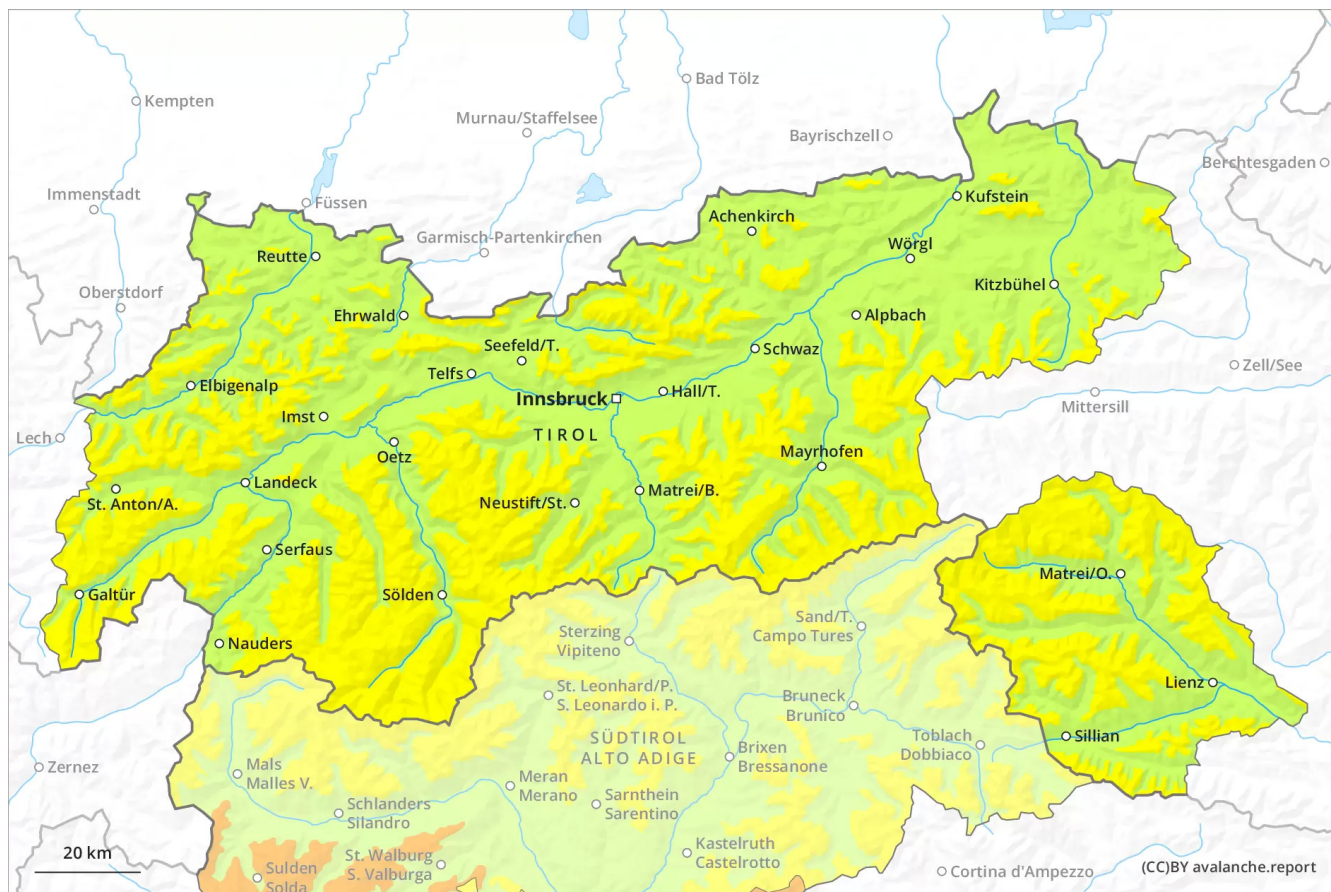 Kempten
Bad Tölz
Murnau/Staffelsee
Bayrischzell
Berchtesgaden
Immenstadt
Füssen
Kufstein
Achenkirch
Garmisch-Partenkirchen
Wörgl
Reutte
Kitzbühel
Oberstdorf
Ehrwald
Alpbach
Seefeld/T.
Schwaz
Zell/See
Telfs
Elbigenalp
Hall/T.
Innsbruck
Mittersill
Imst
TIROL
Lech
Oetz
Mayrhofen
Landeck
Matrei/B.
St. Anton/A.
Neustift/St.
Serfaus
Matrei/O.
Galtür
Sölden
Sand/T.
Campo Tures
Sterzing
Vipiteno
Nauders
Lienz
St. Leonhard/P.
S. Leonardo i. P.
Bruneck
Brunico
SÜDTIROL
ALTO ADIGE
Sillian
Toblach
Dobbiaco
Brixen
Bressanone
Zernez
Mals
Malles V.
Meran
Merano
Sarnthein
Sarentino
Schlanders
Silandro
20 km
St. Walburg
S. Valburga
Kastelruth
Castelrotto
Sulden
Solda
Cortina d'Ampezzo
(CC)BY avalanche.report